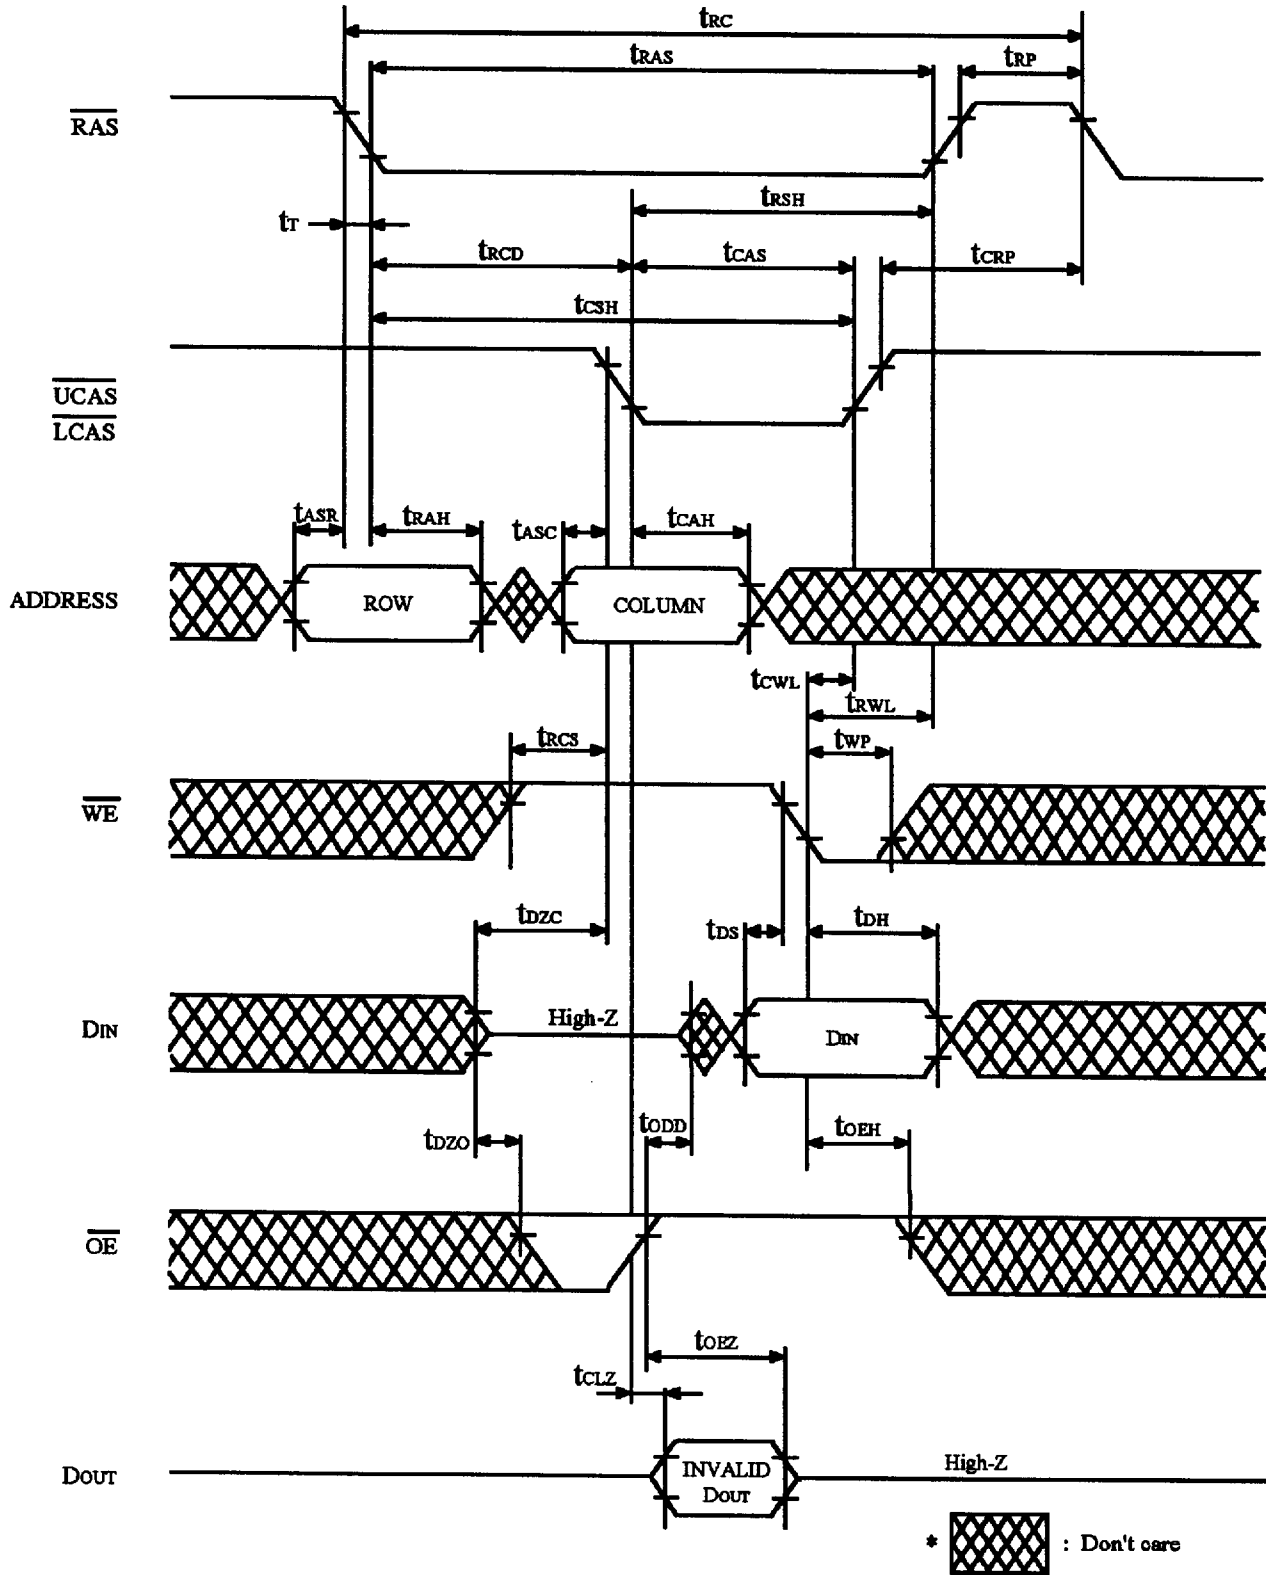 tRC
tRAS
tRP
RAS
tRSH
tT
tRCD
tCAS
tCRP
tCSH
UCAS
LCAS
tASR
tRAH
tASC
tCAH
ADDRESS
ROW
COLUMN
tCWL
tRWL
tRCS
tWP
WE
tDZC
tDS
tDH
DIN
High-Z
DIN
tDZO
tODD
tOEH
OE
tOEZ
tCLZ
DOUT
INVALID
DOUT
High-Z
* : Don't care